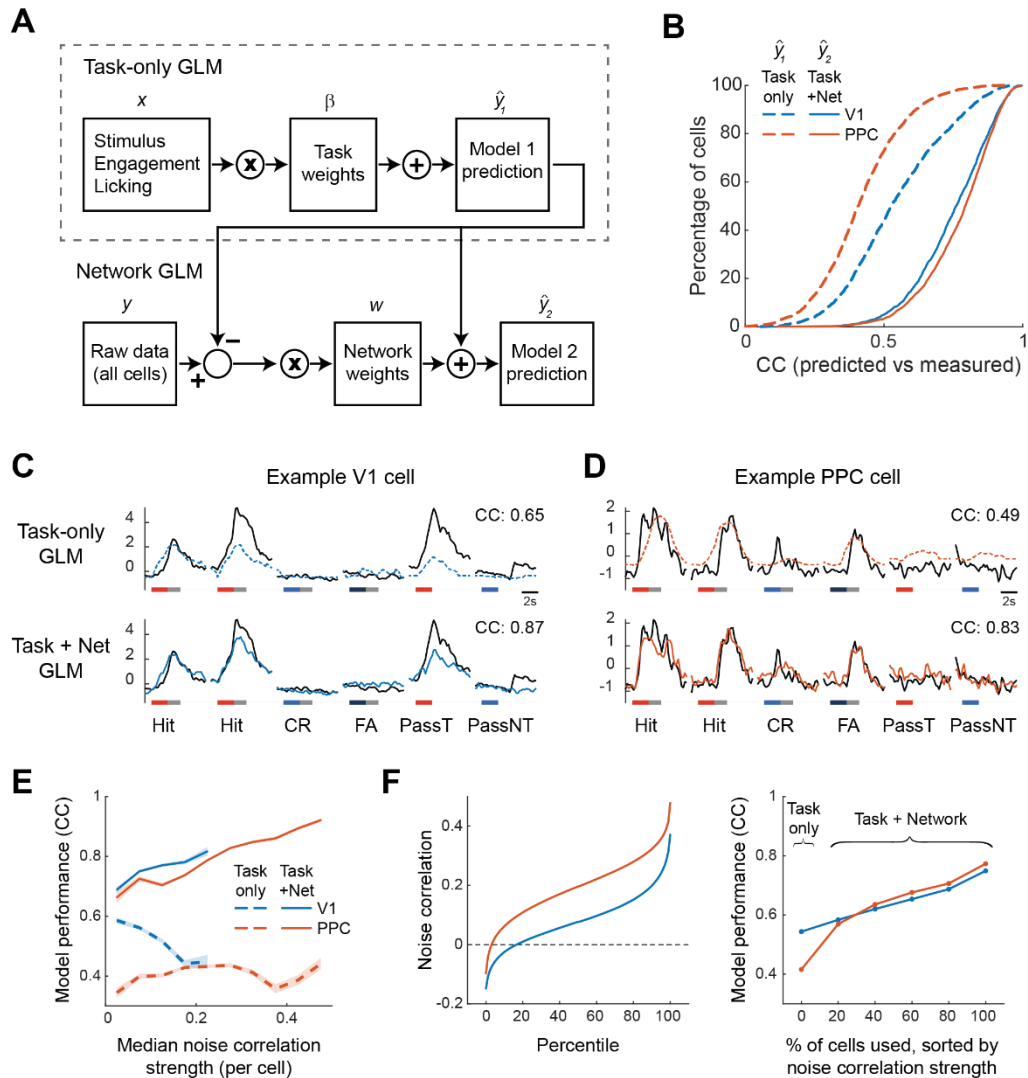 A
Task-only GLM
x
β
ŷ1
Stimulus
Engagement
Licking
x
Task
weights
+
Model 1
prediction
Network GLM
y
w
ŷ2
Raw data
(all cells)
+
−
x
Network
weights
+
Model 2
prediction
B
ŷ1 ŷ2
Task only Task +Net
V1
PPC
Percentage of cells
100
80
60
40
20
0
0 0.5 1
CC (predicted vs measured)
C
Example V1 cell
Task-only
GLM
4
2
0
CC: 0.65
2s
Task + Net
GLM
4
2
0
CC: 0.87
Hit Hit CR FA PassT PassNT
D
Example PPC cell
2
1
0
-1
CC: 0.49
2s
2
1
0
-1
CC: 0.83
Hit Hit CR FA PassT PassNT
E
Model performance (CC)
1
0.8
0.6
0.4
Task only Task +Net
V1
PPC
0 0.2 0.4
Median noise correlation
strength (per cell)
F
Noise correlation
0.4
0.2
0
-0.2
0 20 40 60 80 100
Percentile
Model performance (CC)
1
0.8
0.6
0.4
Task
only
Task + Network
0 20 40 60 80 100
% of cells used, sorted by
noise correlation strength